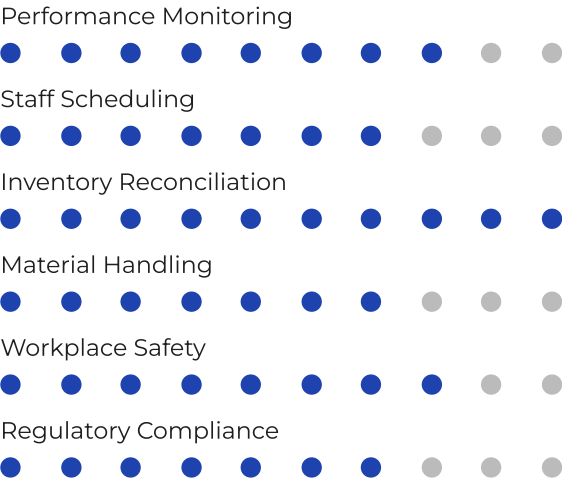 Performance Monitoring
Staff Scheduling
Inventory Reconciliation
Material Handling
Workplace Safety
Regulatory Compliance